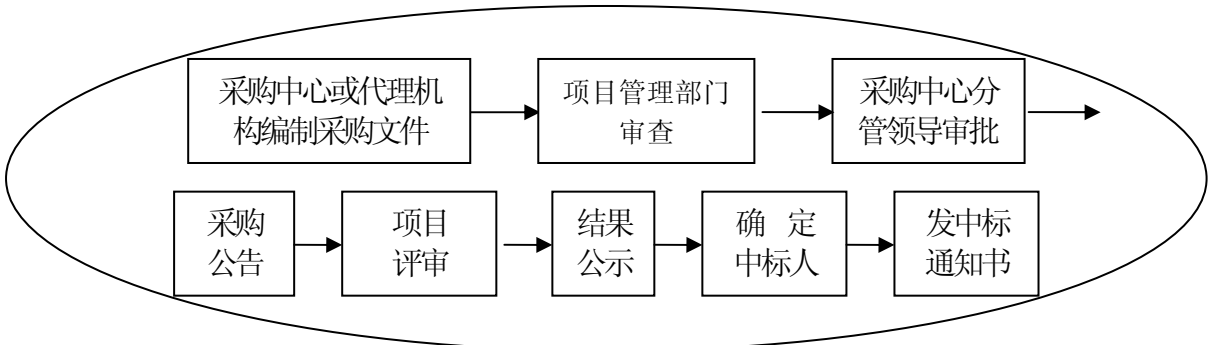 采购中心或代理机
构编制采购文件
项目管理部门
审查
采购中心分
管领导审批
采购
公告
项目
评审
结果
公示
确 定
中标人
发中标
通知书